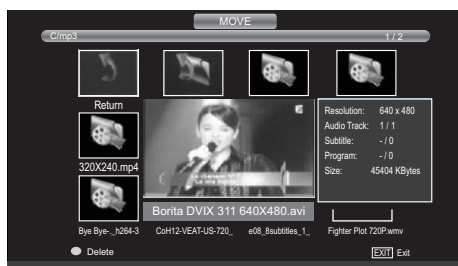 MOVE
C/mp3
1 / 2
Return
Resolution: 640 x 480
Audio Track: 1 / 1
Subtitle: - / 0
Program: - / 0
Size: 45404 KBytes
320X240.mp4
Borita DVIX 311 640X480.avi
Bye Bye-._h264-3
CoH12-VEAT-US-720_
e08_8subtitles_1_
Fighter Plot 720P.wmv
Delete
EXIT Exit